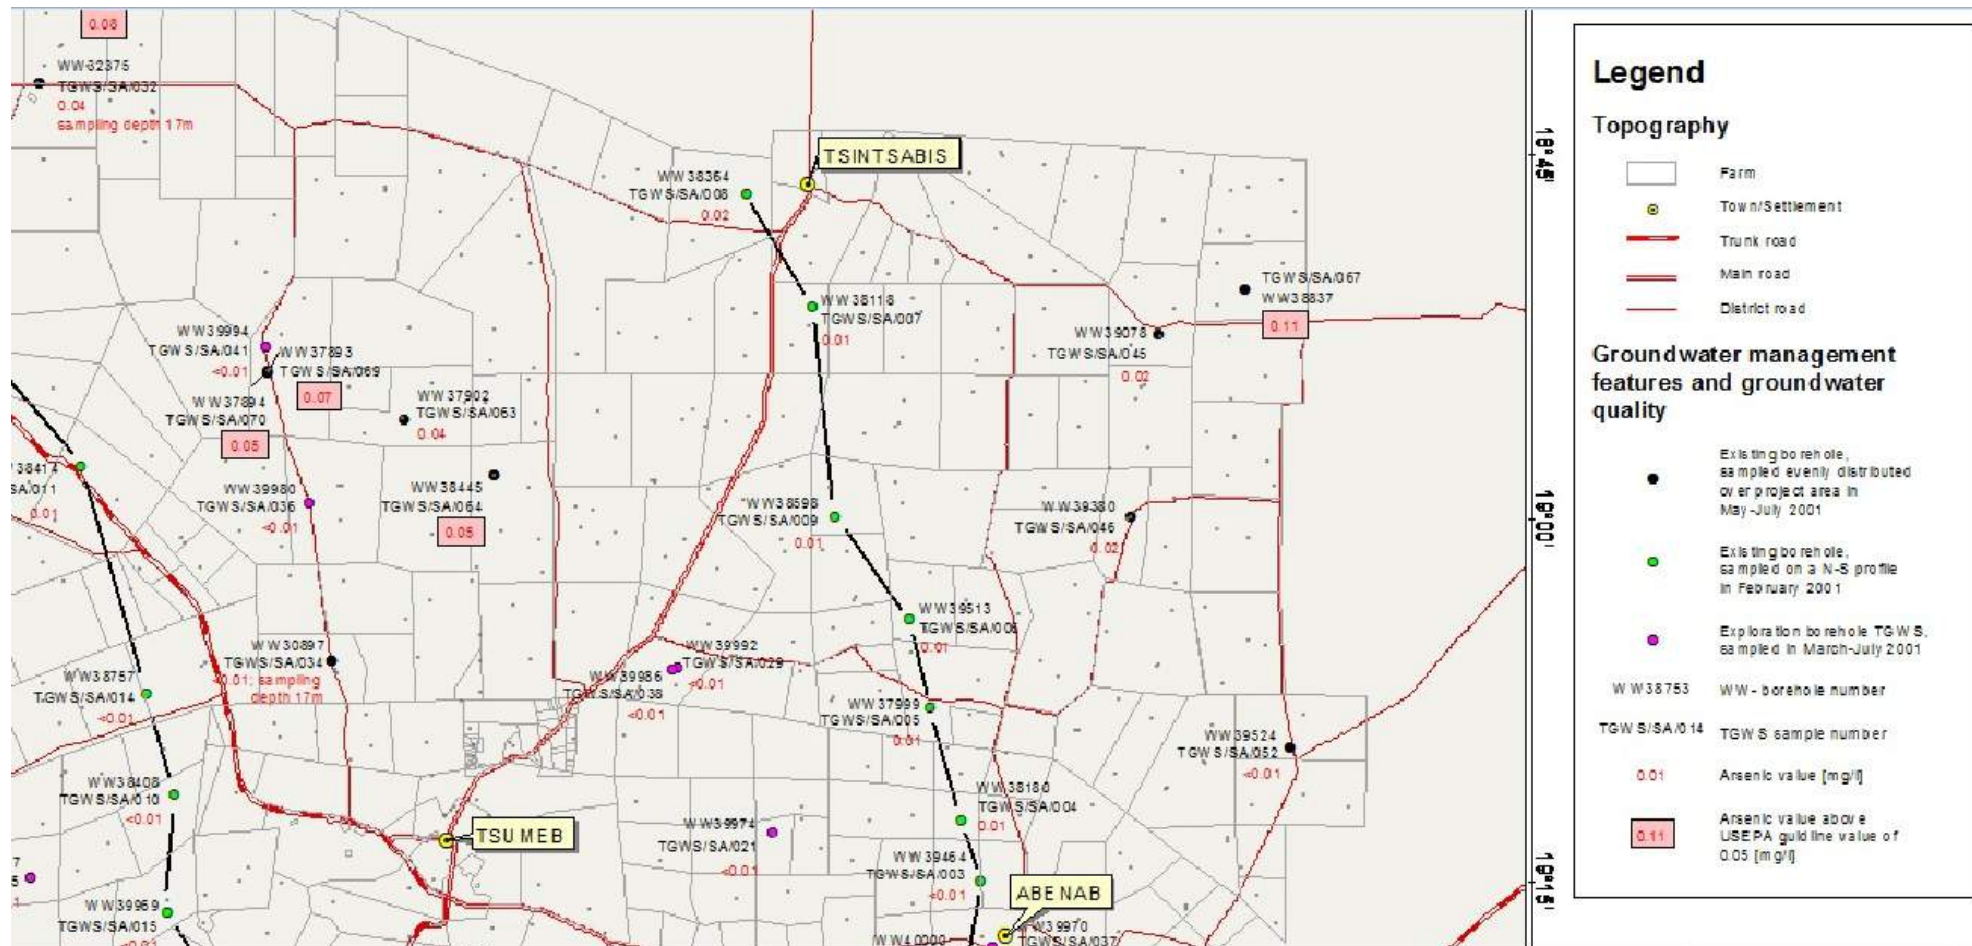 0.08
WW-32375
TGWS/SA/032
0.04
sampling depth 17m
TSINTSABIS
WW38364
TGWS/SA/008
0.02
WW38118
TGWS/SA/007
0.01
TGWS/SA/067
WW38837
0.11
WW39078
TGWS/SA/045
0.02
WW39994
TGWS/SA/041
<0.01
WW37893
TGWS/SA/069
0.07
WW37894
TGWS/SA/070
0.05
WW37902
TGWS/SA/063
0.04
38414
SA/011
0.01
WW39980
TGWS/SA/036
<0.01
WW38445
TGWS/SA/064
0.05
WW38598
TGWS/SA/009
0.01
WW39380
TGWS/SA/046
0.02
WW39513
TGWS/SA/006
0.01
WW30897
TGWS/SA/034
<0.01; sampling
depth 17m
WW39992
TGWS/SA/029
<0.01
WW39986
TGWS/SA/038
<0.01
WW38757
TGWS/SA/014
<0.01
WW37999
TGWS/SA/005
0.01
WW39524
TGWS/SA/052
<0.01
WW38408
TGWS/SA/010
<0.01
WW38180
TGWS/SA/004
0.01
TSUMEB
WW39974
TGWS/SA/021
<0.01
WW39464
TGWS/SA/003
<0.01
ABENAB
WW39970
TGWS/SA/037
WW40000
7
5
WW39959
TGWS/SA/015
<0.01
18°45'
19°00'
19°15'
Legend
Topography
Farm
Town/Settlement
Trunk road
Main road
District road
Groundwater management
features and groundwater
quality
Existing borehole,
sampled evenly distributed
over project area in
May-July 2001
Existing borehole,
sampled on a N-S profile
in February 2001
Exploration borehole TGWS,
sampled in March-July 2001
WW38753 WW- borehole number
TGWS/SA/014 TGWS sample number
0.01 Arsenic value [mg/l]
0.11 Arsenic value above
USEPA guidline value of
0.05 [mg/l]